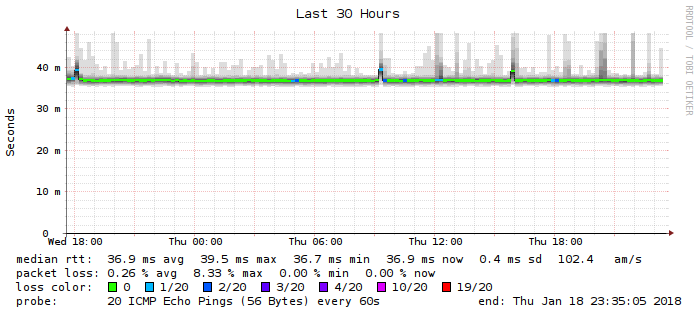 Last 30 Hours
RRDTOOL / TOBI OETIKER
Seconds
40 m
30 m
20 m
10 m
0
Wed 18:00 Thu 00:00 Thu 06:00 Thu 12:00 Thu 18:00
median rtt: 36.9 ms avg 39.5 ms max 36.7 ms min 36.9 ms now 0.4 ms sd 102.4 am/s
packet loss: 0.26 % avg 8.33 % max 0.00 % min 0.00 % now
loss color: 0 1/20 2/20 3/20 4/20 10/20 19/20
probe: 20 ICMP Echo Pings (56 Bytes) every 60s end: Thu Jan 18 23:35:05 2018